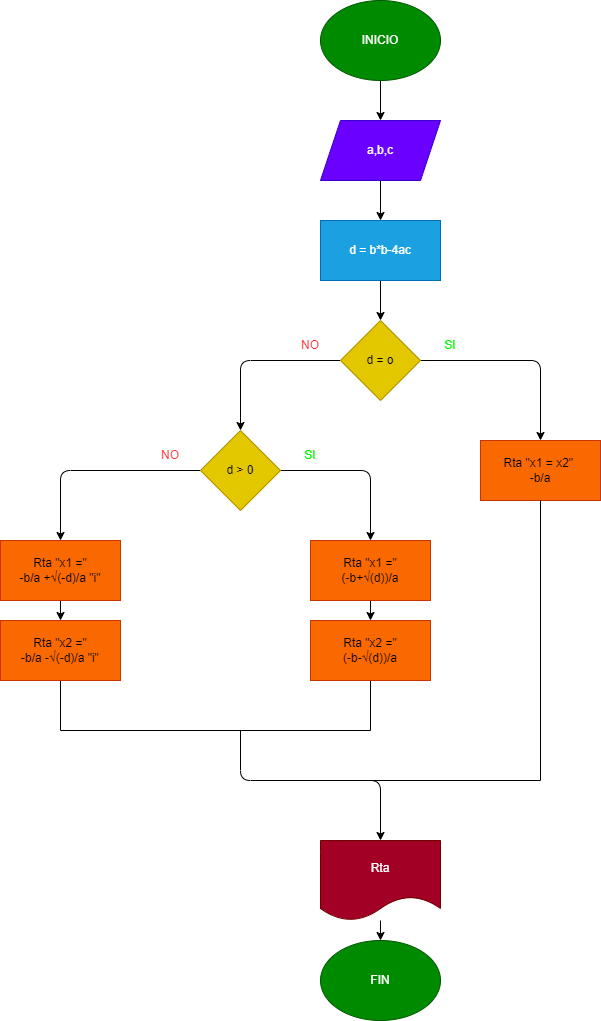 INICIO
a,b,c
d = b*b-4ac
NO
SI
d = o
NO
SI
d > 0
Rta "x1 = x2"
-b/a
Rta "x1 ="
-b/a +√(-d)/a "i"
Rta "x1 ="
(-b+√(d))/a
Rta "x2 ="
-b/a -√(-d)/a "i"
Rta "x2 ="
(-b-√(d))/a
Rta
FIN